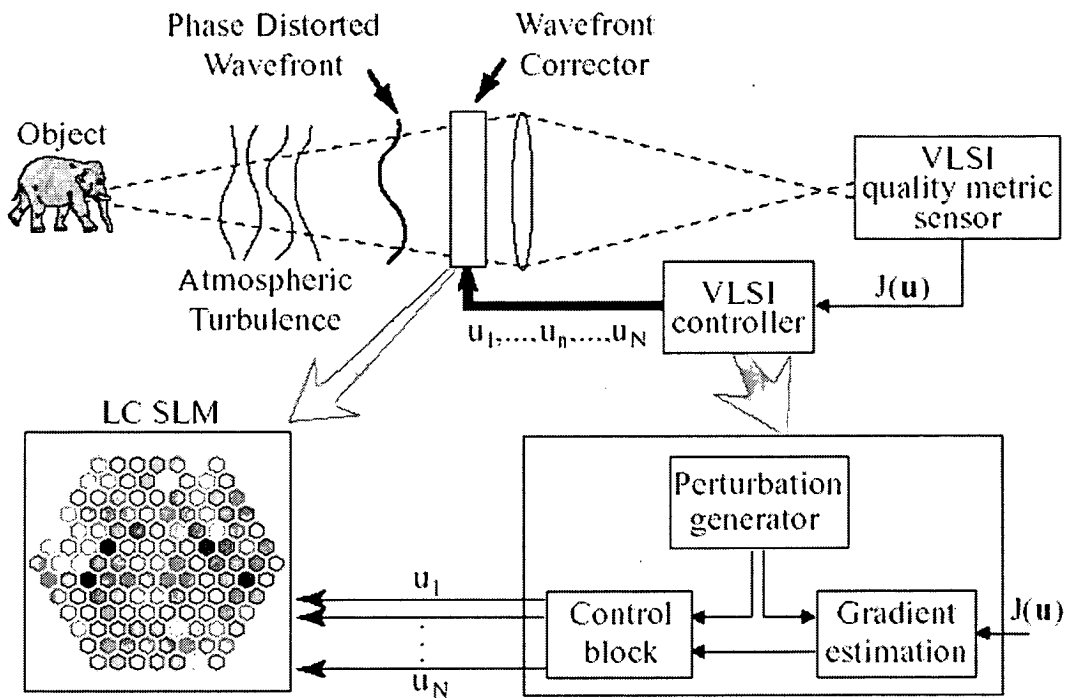 Phase Distorted
Wavefront
Wavefront
Corrector
Object
VLSI
quality metric
sensor
Atmospheric
Turbulence
J(u)
VLSI
controller
u1,...,un,...,uN
LC SLM
Perturbation
generator
u1
Control
block
Gradient
estimation
J(u)
uN